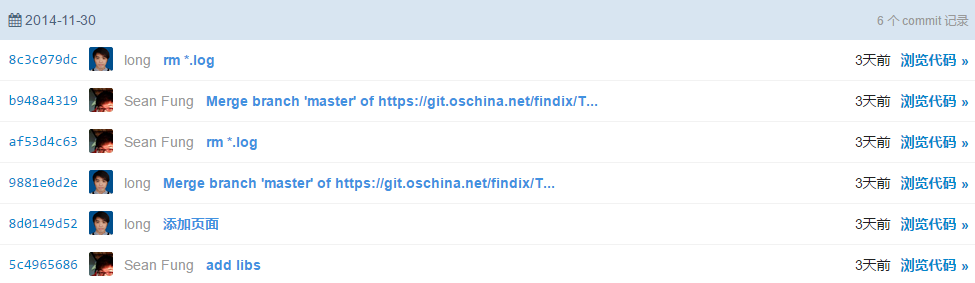 2014-11-30 6 个 commit 记录
8c3c079dc long rm *.log 3天前 浏览代码 »
b948a4319 Sean Fung Merge branch 'master' of https://git.oschina.net/findix/T... 3天前 浏览代码 »
af53d4c63 Sean Fung rm *.log 3天前 浏览代码 »
9881e0d2e long Merge branch 'master' of https://git.oschina.net/findix/T... 3天前 浏览代码 »
8d0149d52 long 添加页面 3天前 浏览代码 »
5c4965686 Sean Fung add libs 3天前 浏览代码 »